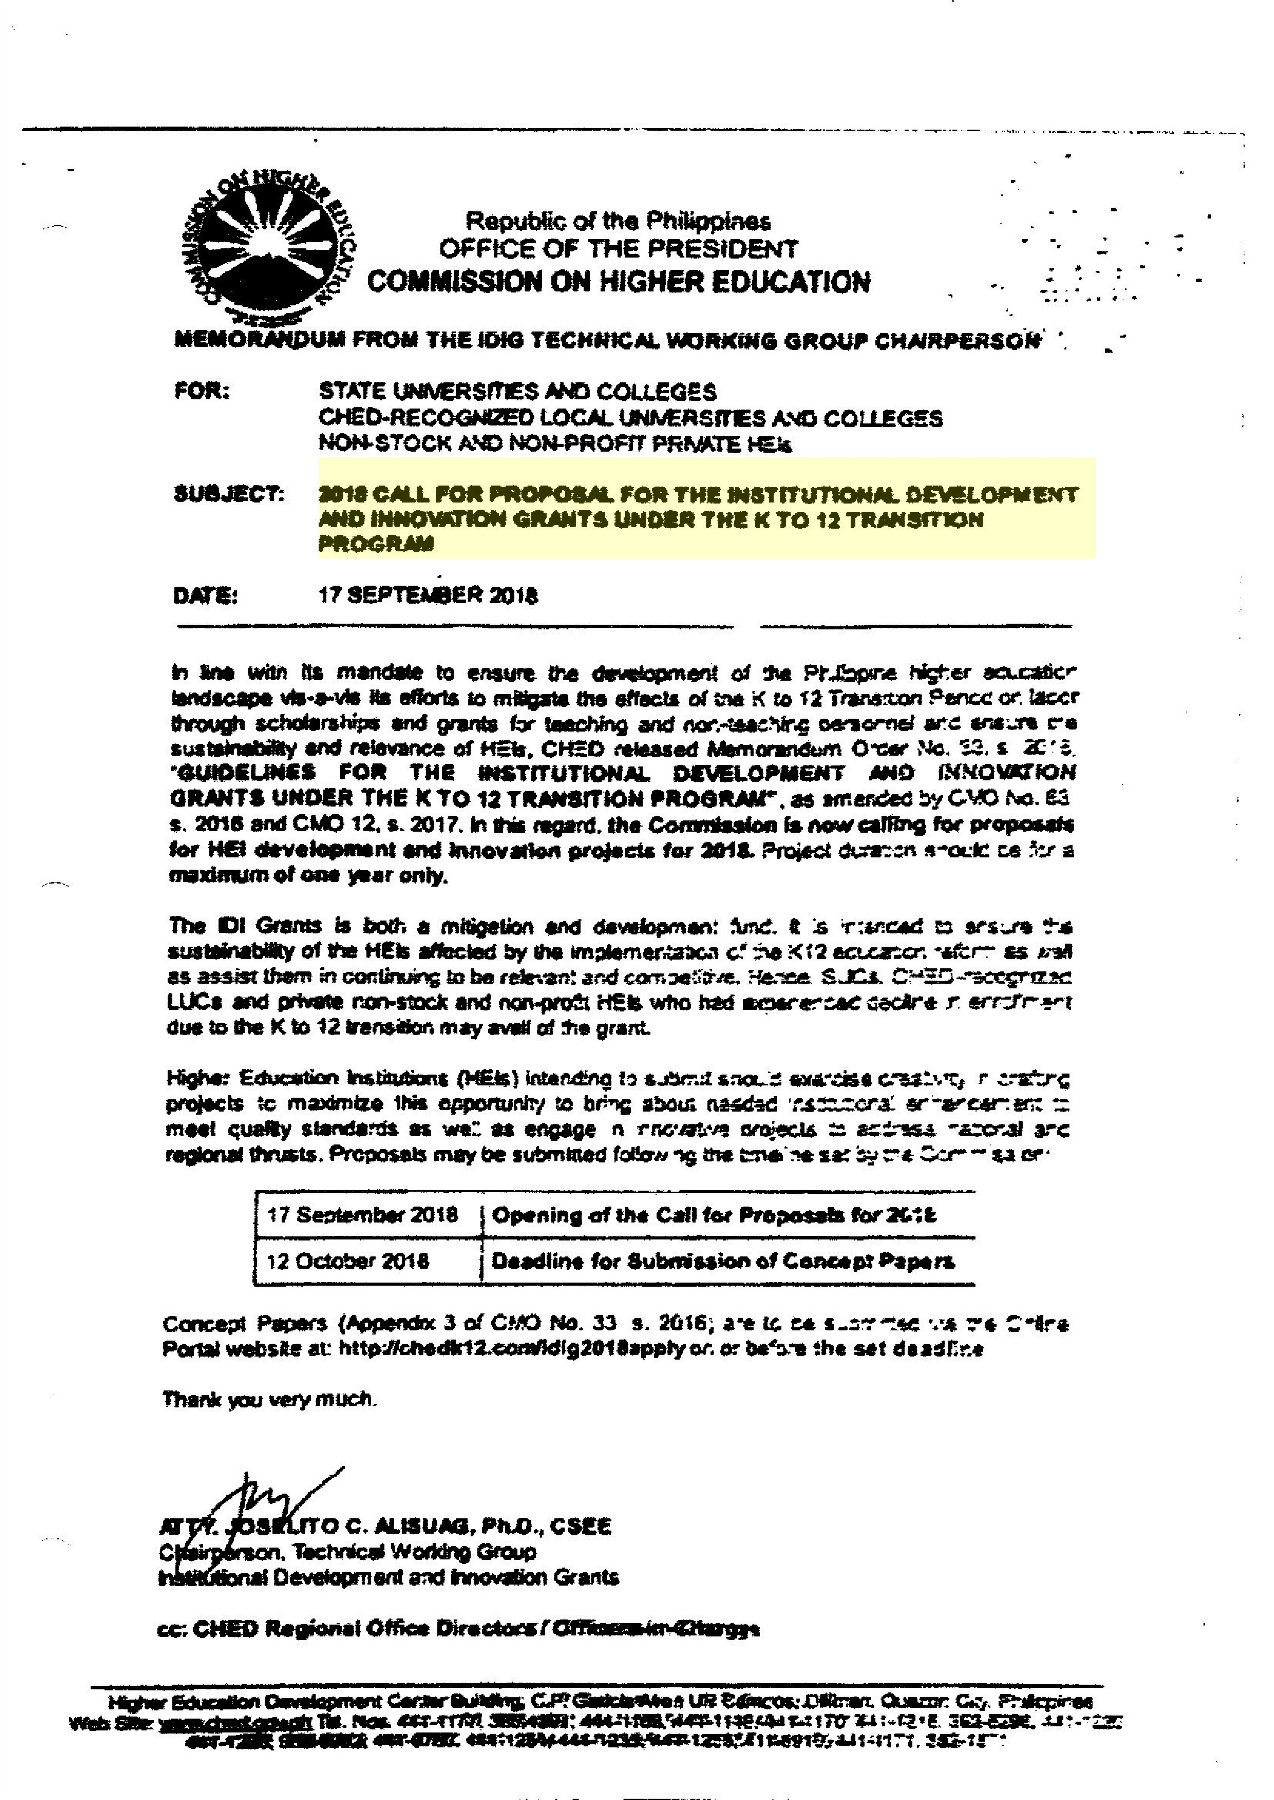 COMMISSION ON HIGHER EDUCATION
Republic of the Philippines
OFFICE OF THE PRESIDENT
COMMISSION ON HIGHER EDUCATION
MEMORANDUM FROM THE IDIG TECHNICAL WORKING GROUP CHAIRPERSON
FOR: STATE UNIVERSITIES AND COLLEGES
CHED-RECOGNIZED LOCAL UNIVERSITIES AND COLLEGES
NON-STOCK AND NON-PROFIT PRIVATE HEIs
SUBJECT: 2018 CALL FOR PROPOSAL FOR THE INSTITUTIONAL DEVELOPMENT
AND INNOVATION GRANTS UNDER THE K TO 12 TRANSITION
PROGRAM
DATE: 17 SEPTEMBER 2018
In line with its mandate to ensure the development of the Philippine higher education
landscape vis-a-vis its efforts to mitigate the effects of the K to 12 Transition Period on labor
through scholarships and grants for teaching and non-teaching personnel and ensure the
sustainability and relevance of HEIs, CHED released Memorandum Order No. 33, s. 2016,
"GUIDELINES FOR THE INSTITUTIONAL DEVELOPMENT AND INNOVATION
GRANTS UNDER THE K TO 12 TRANSITION PROGRAM", as amended by CMO No. 63
s. 2016 and CMO 12, s. 2017. In this regard, the Commission is now calling for proposals
for HEI development and innovation projects for 2018. Project duration should be for a
maximum of one year only.
The IDI Grants is both a mitigation and development fund. It is intended to ensure the
sustainability of the HEIs affected by the implementation of the K12 education reform as well
as assist them in continuing to be relevant and competitive. Hence, SUCs, CHED-recognized
LUCs and private non-stock and non-profit HEIs who had experienced decline in enrollment
due to the K to 12 transition may avail of the grant.
Higher Education Institutions (HEIs) intending to submit should exercise creativity in crafting
projects to maximize this opportunity to bring about needed institutional enhancement to
meet quality standards as well as engage in innovative projects to address national and
regional thrusts. Proposals may be submitted following the timeline set by the Commission:
17 September 2018 Opening of the Call for Proposals for 2018
12 October 2018 Deadline for Submission of Concept Papers
Concept Papers (Appendix 3 of CMO No. 33 s. 2016) are to be submitted via the Online
Portal website at: http://chedk12.com/idig2018apply on or before the set deadline
Thank you very much.
ATTY. JOSELITO C. ALISUAG, Ph.D., CSEE
Chairperson, Technical Working Group
Institutional Development and Innovation Grants
cc: CHED Regional Office Directors / Officers-in-Charge
Higher Education Development Center Building, C.P. Garcia Ave., UP Campus, Diliman, Quezon City, Philippines
Web Site: www.ched.gov.ph Tel. Nos.